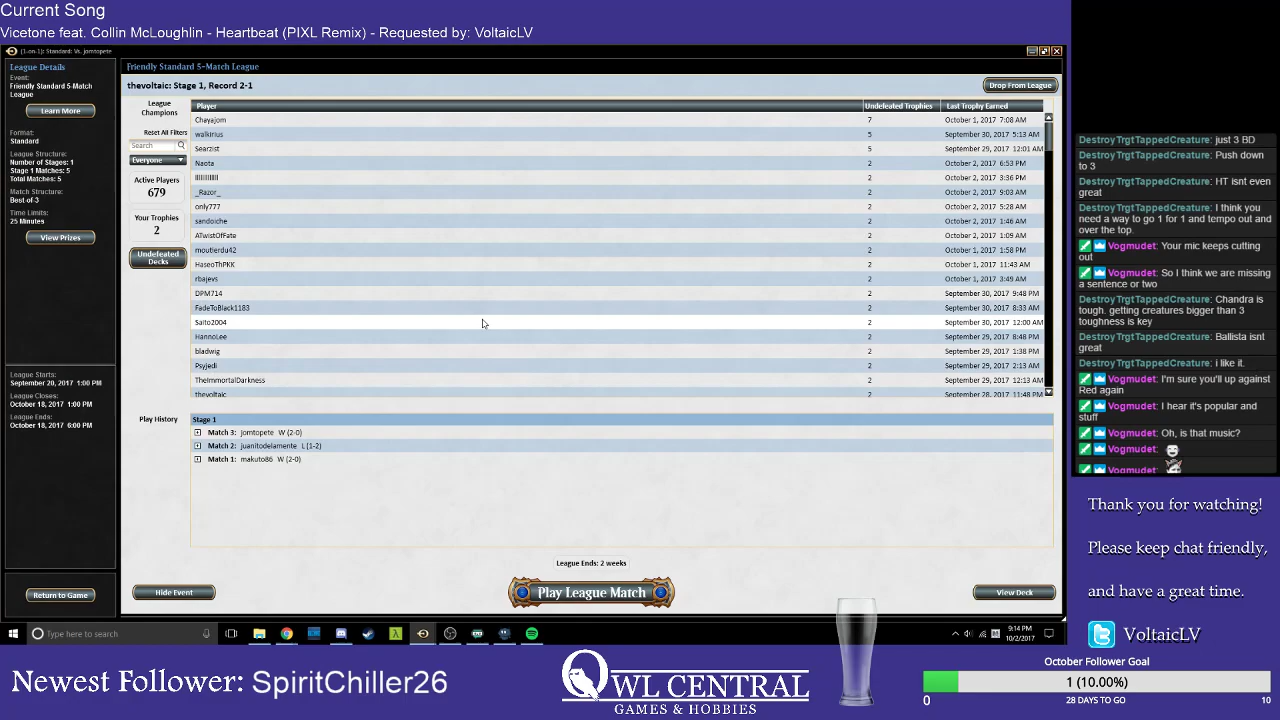 Current Song
Vicetone feat. Collin McLoughlin - Heartbeat (PIXL Remix) - Requested by: VoltaicLV
(1-on-1): Standard: Vs. jomtopete
League Details
Event:
Friendly Standard 5-Match
League
Learn More
Format:
Standard
League Structure:
Number of Stages: 1
Stage 1 Matches: 5
Total Matches: 5
Match Structure:
Best-of-3
Time Limits:
25 Minutes
View Prizes
League Starts:
September 20, 2017 1:00 PM
League Closes:
October 18, 2017 1:00 PM
League Ends:
October 18, 2017 6:00 PM
Return to Game
Friendly Standard 5-Match League
thevoltaic: Stage 1, Record 2-1
Drop From League
League
Champions
Reset All Filters
Search
Everyone
Active Players
679
Your Trophies
2
Undefeated
Decks
Player Undefeated Trophies Last Trophy Earned
Chayajom 7 October 1, 2017 7:08 AM
walkirius 5 September 30, 2017 5:13 AM
Searzist 5 September 29, 2017 12:01 AM
Naota 2 October 2, 2017 6:53 PM
2 October 2, 2017 3:36 PM
_Razor_ 2 October 2, 2017 9:03 AM
only777 2 October 2, 2017 5:28 AM
sandoiche 2 October 2, 2017 1:46 AM
ATwistOfFate 2 October 2, 2017 1:09 AM
moutierdu42 2 October 1, 2017 1:58 PM
HaseoThPKK 2 October 1, 2017 11:43 AM
rbajevs 2 October 1, 2017 3:49 AM
DPM714 2 September 30, 2017 9:48 PM
FadeToBlack1183 2 September 30, 2017 8:33 AM
Saito2004 2 September 30, 2017 12:00 AM
HannoLee 2 September 29, 2017 8:48 PM
bladwig 2 September 29, 2017 1:38 PM
Psyjedi 2 September 29, 2017 2:13 AM
TheImmortalDarkness 2 September 29, 2017 12:13 AM
thevoltaic 2 September 28, 2017 11:48 PM
Play History
Stage 1
Match 3: jomtopete W (2-0)
Match 2: juanitodelamente L (1-2)
Match 1: makuto86 W (2-0)
League Ends: 2 weeks
Hide Event
Play League Match
View Deck
Type here to search
9:14 PM
10/2/2017
DestroyTrgtTappedCreature: just 3 BD
DestroyTrgtTappedCreature: Push down
to 3
DestroyTrgtTappedCreature: HT isnt even
great
DestroyTrgtTappedCreature: I think you
need a way to go 1 for 1 and tempo out and
over the top.
Vogmudet: Your mic keeps cutting
out
Vogmudet: So I think we are missing
a sentence or two
DestroyTrgtTappedCreature: Chandra is
tough. getting creatures bigger than 3
toughness is key
DestroyTrgtTappedCreature: Ballista isnt
great
DestroyTrgtTappedCreature: i like it.
Vogmudet: I'm sure you'll up against
Red again
Vogmudet: I hear it's popular and
stuff
Vogmudet: Oh, is that music?
Vogmudet:
Vogmudet:
Thank you for watching!
Please keep chat friendly,
and have a great time.
VoltaicLV
October Follower Goal
1 (10.00%)
0 28 DAYS TO GO 10
Newest Follower: SpiritChiller26
OWL CENTRAL
GAMES & HOBBIES